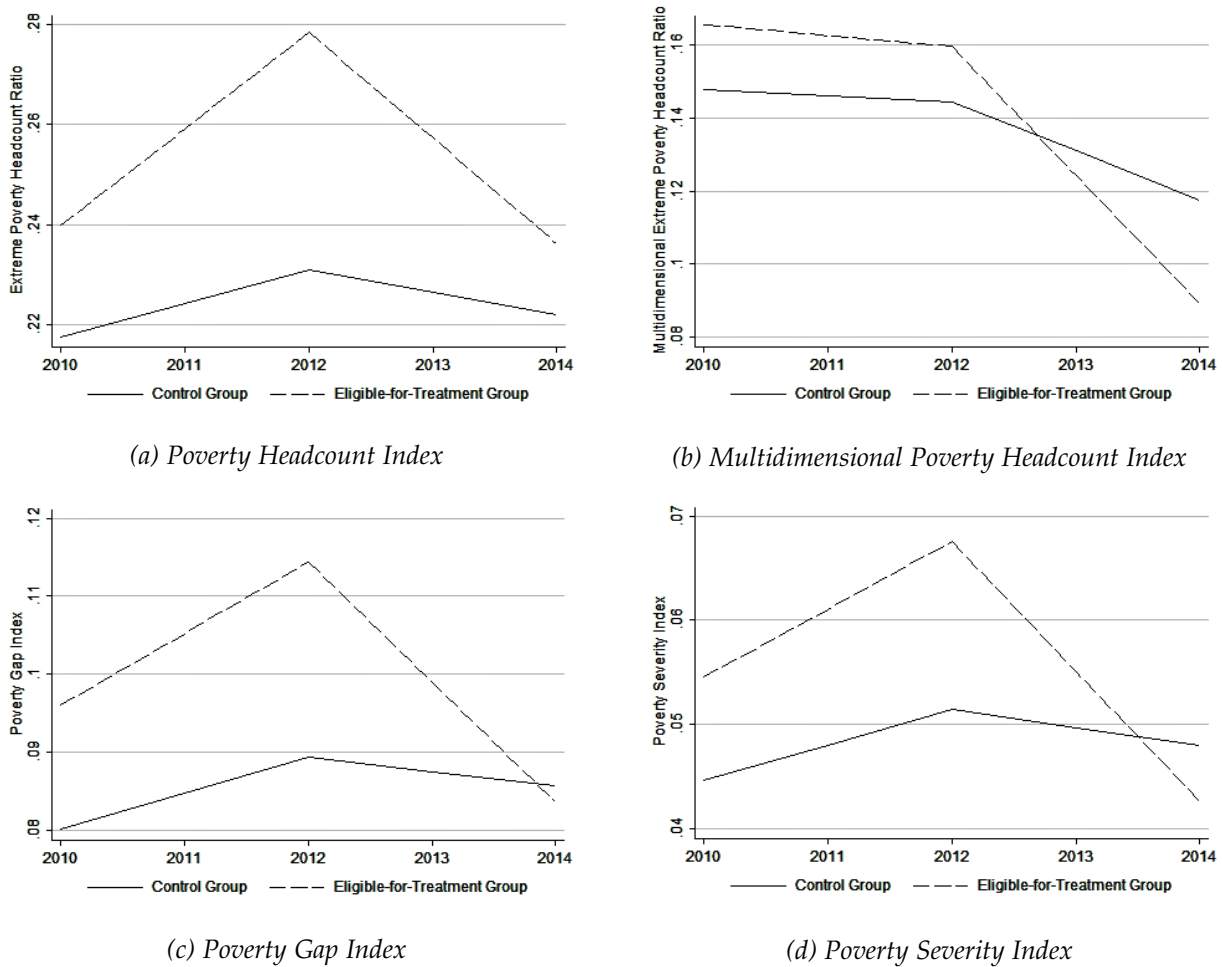 Extreme Poverty Headcount Ratio
.28
.26
.24
.22
2010 2011 2012 2013 2014
Control Group Eligible-for-Treatment Group
(a) Poverty Headcount Index
Multidimensional Extreme Poverty Headcount Ratio
.16
.14
.12
.1
.08
2010 2011 2012 2013 2014
Control Group Eligible-for-Treatment Group
(b) Multidimensional Poverty Headcount Index
Poverty Gap Index
.12
.11
.1
.09
.08
2010 2011 2012 2013 2014
Control Group Eligible-for-Treatment Group
(c) Poverty Gap Index
Poverty Severity Index
.07
.06
.05
.04
2010 2011 2012 2013 2014
Control Group Eligible-for-Treatment Group
(d) Poverty Severity Index